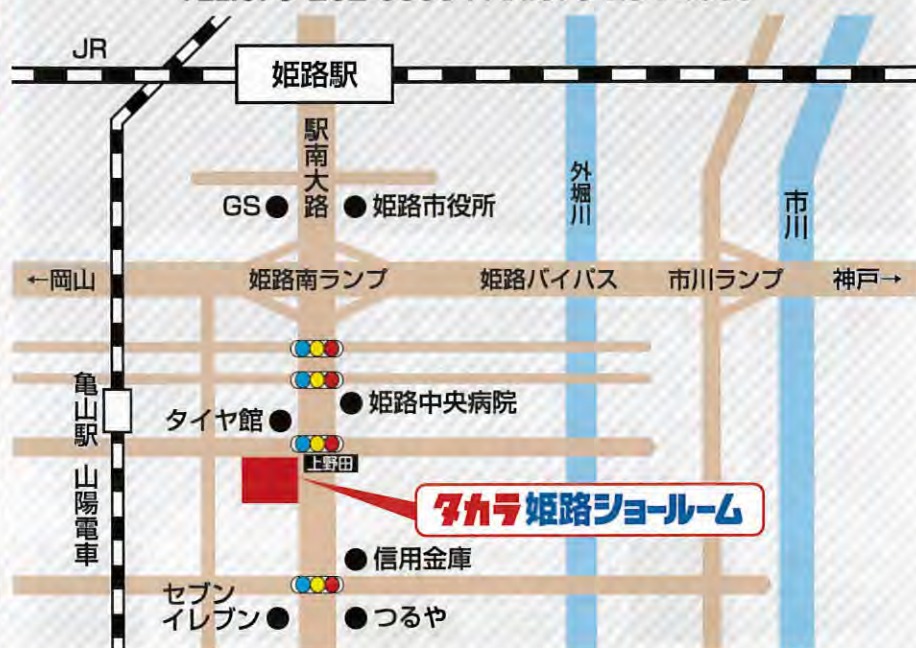 JR
姫路駅
駅南大路
外堀川
市川
GS●
●姫路市役所
←岡山
姫路南ランプ
姫路バイパス
市川ランプ
神戸→
亀山駅 山陽電車
タイヤ館●
●姫路中央病院
上野田
タカラ姫路ショールーム
●信用金庫
セブン
イレブン●
●つるや